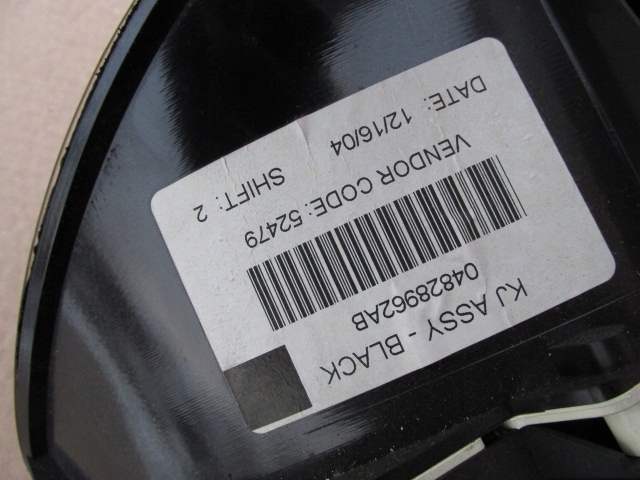 KJ ASSY - BLACK
04828962AB
VENDOR CODE: 52479
DATE: 12/16/04 SHIFT: 2